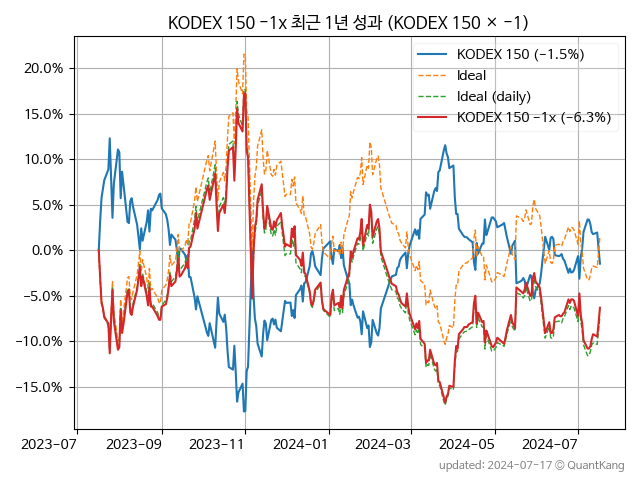 KODEX 150 −1x 최근 1년 성과 (KODEX 150 × −1)
KODEX 150 (−1.5%)
Ideal
Ideal (daily)
KODEX 150 −1x (−6.3%)
20.0%
15.0%
10.0%
5.0%
0.0%
−5.0%
−10.0%
−15.0%
2023−07 2023−09 2023−11 2024−01 2024−03 2024−05 2024−07
updated: 2024−07−17 © QuantKang